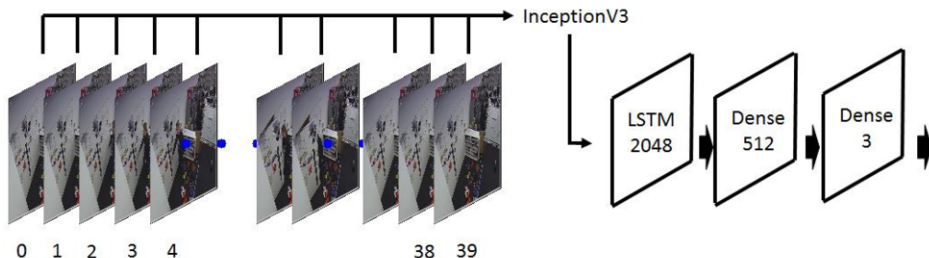 InceptionV3
LSTM
2048
Dense
512
Dense
3
0 1 2 3 4 38 39